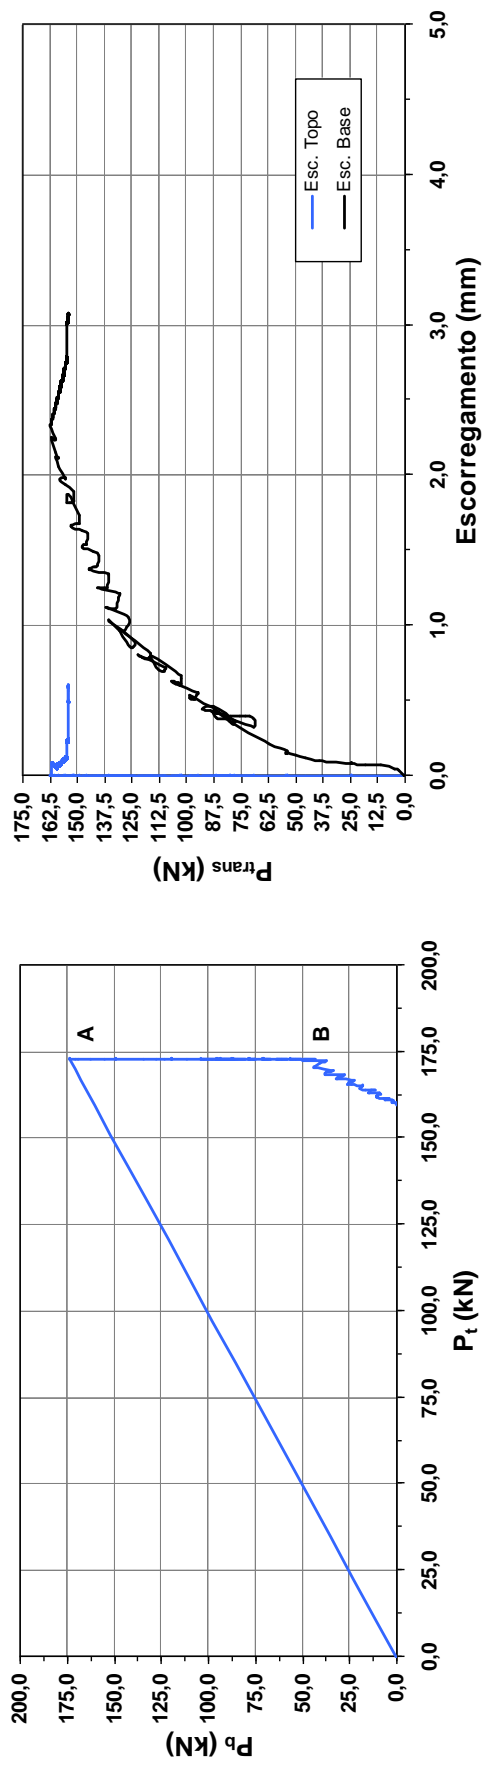 200,0
175,0
150,0
125,0
100,0
75,0
50,0
25,0
0,0
P_b (kN)
A
B
0,0 25,0 50,0 75,0 100,0 125,0 150,0 175,0 200,0
P_t (kN)
175,0
162,5
150,0
137,5
125,0
112,5
100,0
87,5
75,0
62,5
50,0
37,5
25,0
12,5
0,0
P_trans (kN)
Esc. Topo
Esc. Base
0,0 1,0 2,0 3,0 4,0 5,0
Escorregamento (mm)